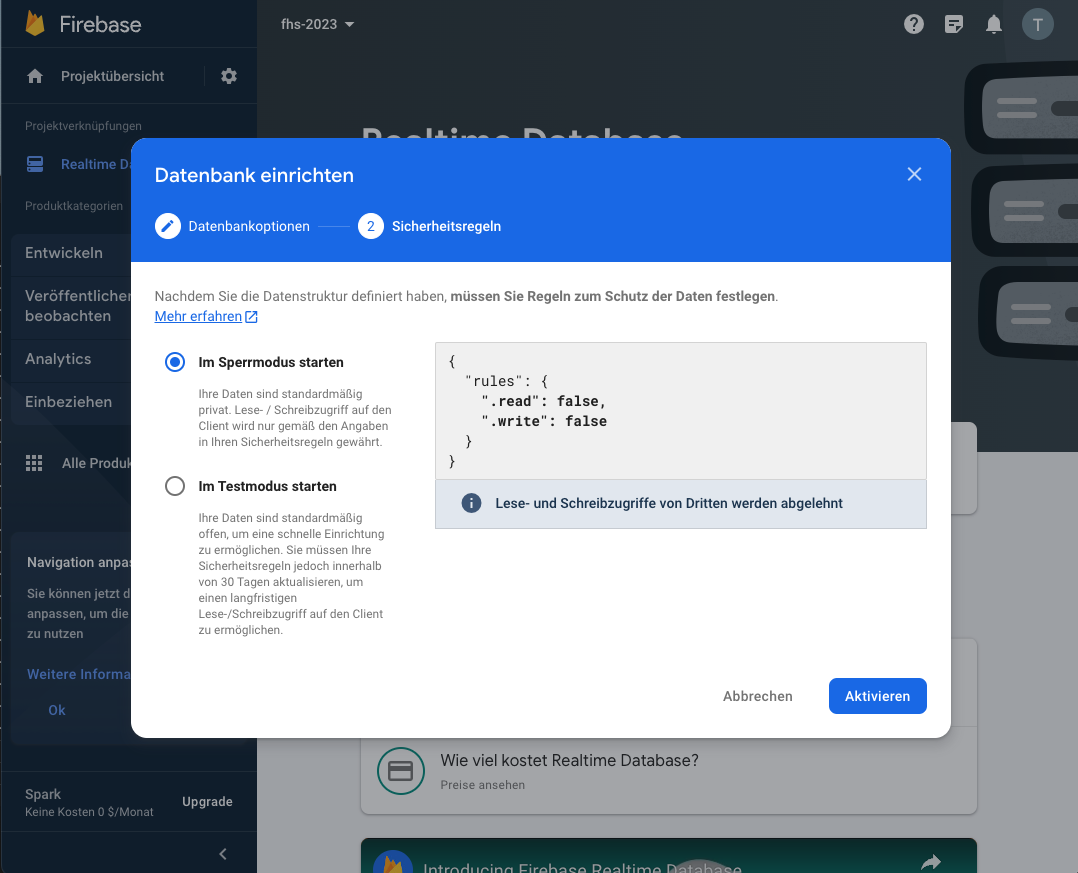 Firebase
fhs-2023
T
Projektübersicht
Projektverknüpfungen
Realtime Da
Produktkategorien
Entwickeln
Veröffentlichen
beobachten
Analytics
Einbeziehen
Alle Produk
Navigation anpas
Sie können jetzt d
anpassen, um die
zu nutzen
Weitere Informa
Ok
Spark
Keine Kosten 0 $/Monat
Upgrade
Realtime Database
Datenbank einrichten
Datenbankoptionen
2 Sicherheitsregeln
Nachdem Sie die Datenstruktur definiert haben, müssen Sie Regeln zum Schutz der Daten festlegen.
Mehr erfahren
Im Sperrmodus starten
Ihre Daten sind standardmäßig
privat. Lese- / Schreibzugriff auf den
Client wird nur gemäß den Angaben
in Ihren Sicherheitsregeln gewährt.
Im Testmodus starten
Ihre Daten sind standardmäßig
offen, um eine schnelle Einrichtung
zu ermöglichen. Sie müssen Ihre
Sicherheitsregeln jedoch innerhalb
von 30 Tagen aktualisieren, um
einen langfristigen
Lese-/Schreibzugriff auf den Client
zu ermöglichen.
{
"rules": {
".read": false,
".write": false
}
}
Lese- und Schreibzugriffe von Dritten werden abgelehnt
Abbrechen
Aktivieren
Wie viel kostet Realtime Database?
Preise ansehen
Introducing Firebase Realtime Database